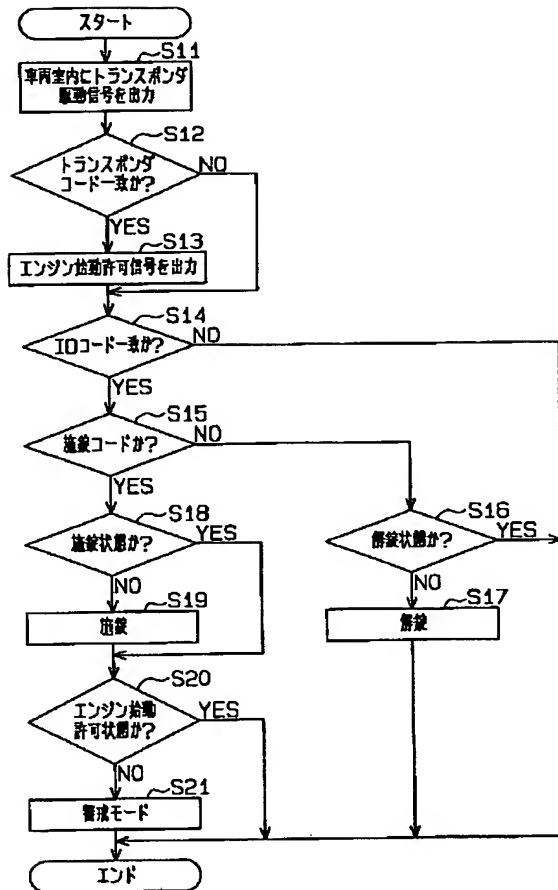 スタート
S11
車両室内にトランスポンダ
駆動信号を出力
S12
トランスポンダ
コード一致か?
NO
YES
S13
エンジン始動許可信号を出力
S14
IDコード一致か?
NO
YES
S15
施錠コードか?
NO
YES
S18
施錠状態か?
YES
NO
S16
解錠状態か?
YES
NO
S19
施錠
S17
解錠
S20
エンジン始動
許可状態か?
YES
NO
S21
警戒モード
エンド